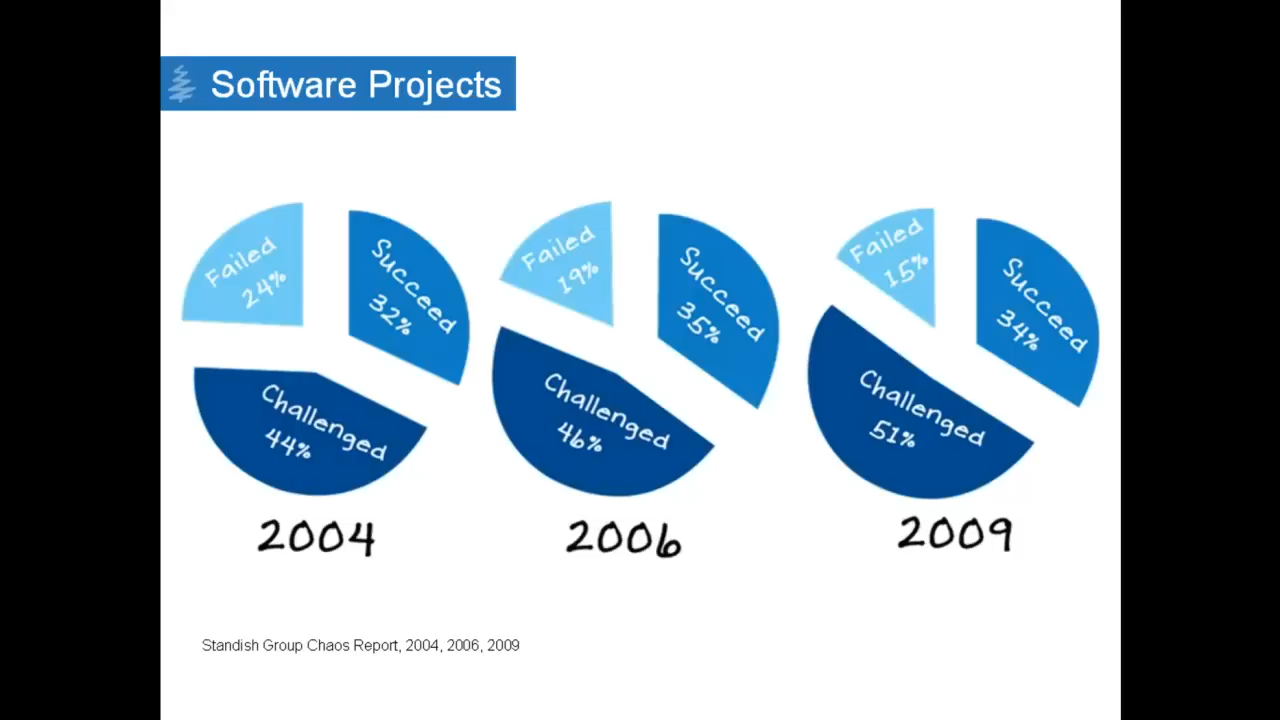 Software Projects
Failed
24%
Succeed
32%
Challenged
44%
2004
Failed
19%
Succeed
35%
Challenged
46%
2006
Failed
15%
Succeed
34%
Challenged
51%
2009
Standish Group Chaos Report, 2004, 2006, 2009